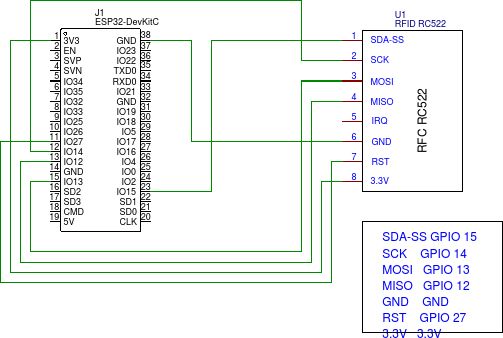 J1
ESP32-DevKitC
1 3V3 GND 38
2 EN IO23 37
3 SVP IO22 36
4 SVN TXD0 35
5 IO34 RXD0 34
6 IO35 IO21 33
7 IO32 GND 32
8 IO33 IO19 31
9 IO25 IO18 30
10 IO26 IO5 29
11 IO27 IO17 28
12 IO14 IO16 27
13 IO12 IO4 26
14 GND IO0 25
15 IO13 IO2 24
16 SD2 IO15 23
17 SD3 SD1 22
18 CMD SD0 21
19 5V CLK 20
U1
RFID RC522
1 SDA-SS
2 SCK
3 MOSI
4 MISO
5 IRQ
6 GND
7 RST
8 3.3V
RFC RC522
SDA-SS GPIO 15
SCK GPIO 14
MOSI GPIO 13
MISO GPIO 12
GND GND
RST GPIO 27
3.3V 3.3V